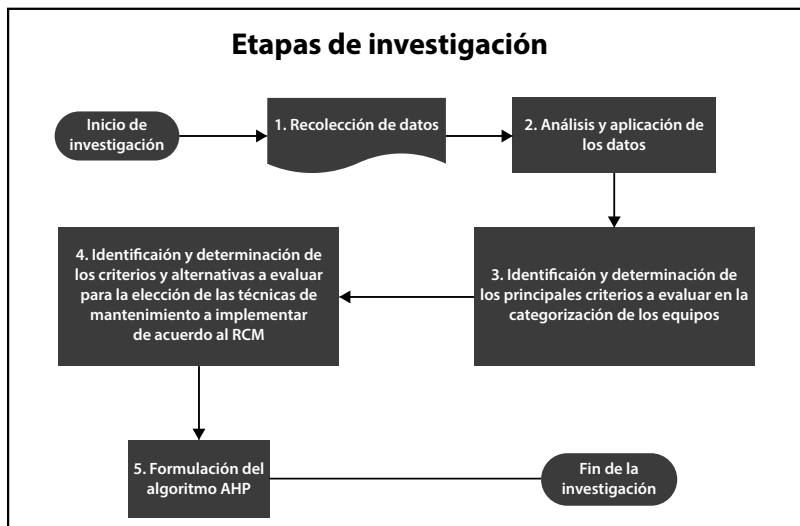 Etapas de investigación
Inicio de
investigación
1. Recolección de datos
2. Análisis y aplicación de
los datos
3. Identificaión y determinación de
los principales criterios a evaluar en la
categorización de los equipos
4. Identificaión y determinación de
los criterios y alternativas a evaluar
para la elección de las técnicas de
mantenimiento a implementar
de acuerdo al RCM
5. Formulación del
algoritmo AHP
Fin de la
investigación